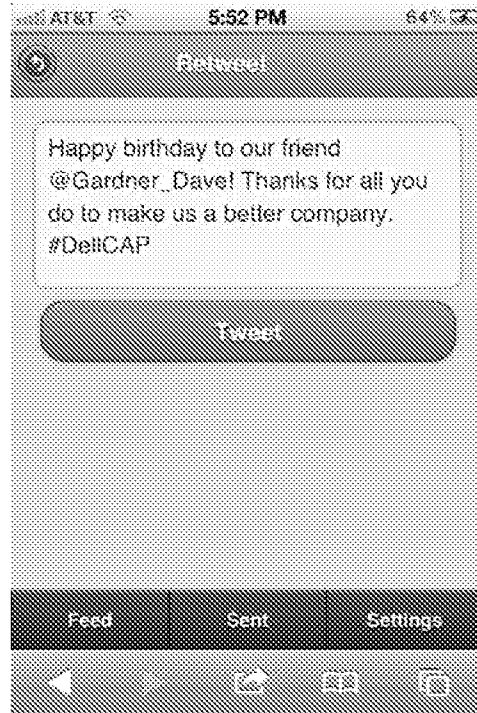 AT&T 5:52 PM 64%
Retweet
Happy birthday to our friend
@Gardner_Dave! Thanks for all you
do to make us a better company.
#DellCAP
Tweet
Feed Sent Settings